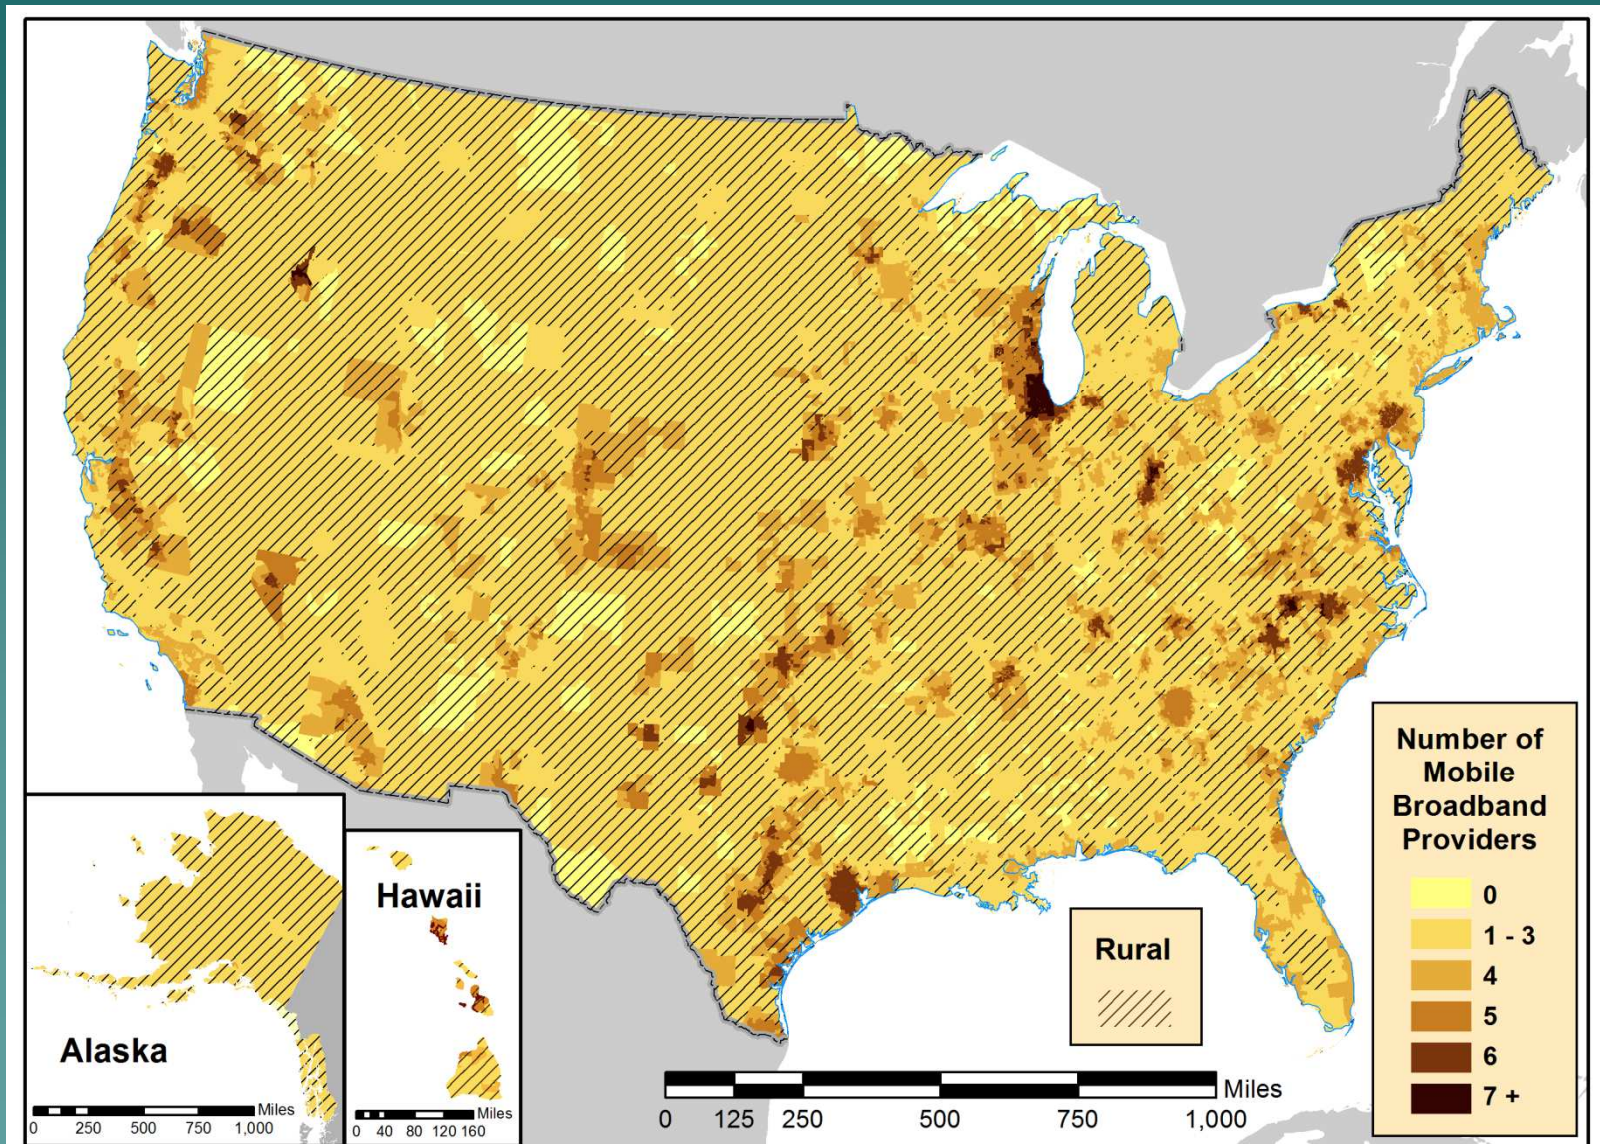 Alaska
Miles
0 250 500 750 1,000
Hawaii
Miles
0 40 80 120 160
Rural
Miles
0 125 250 500 750 1,000
Number of
Mobile
Broadband
Providers
0
1 - 3
4
5
6
7 +